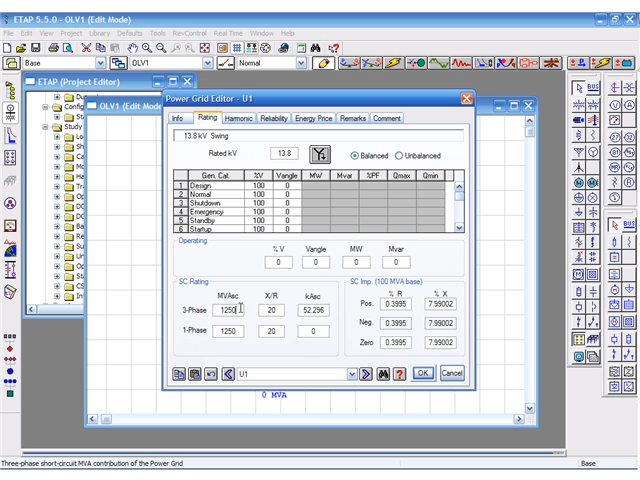 ETAP 5.5.0 - OLV1 (Edit Mode)
File Edit View Project Library Defaults Tools RevControl Real Time Window Help
Base OLV1 Normal
ETAP (Project Editor)
OLV1 (Edit Mode
Power Grid Editor - U1
Info Rating Harmonic Reliability Energy Price Remarks Comment
13.8 kV Swing
Rated kV 13.8 Balanced Unbalanced
Gen. Cat. %V Vangle MW Mvar %PF Qmax Qmin
1 Design 100 0
2 Normal 100 0
3 Shutdown 100 0
4 Emergency 100 0
5 Standby 100 0
6 Startup 100 0
Operating
% V Vangle MW Mvar
0 0 0 0
SC Rating
MVAsc X/R kAsc
3-Phase 1250 20 52.296
1-Phase 1250 20 0
SC Imp. (100 MVA base)
% R % X
Pos. 0.3995 7.99002
Neg. 0.3995 7.99002
Zero 0.3995 7.99002
U1 OK Cancel
0 MVA
Three-phase short-circuit MVA contribution of the Power Grid Base